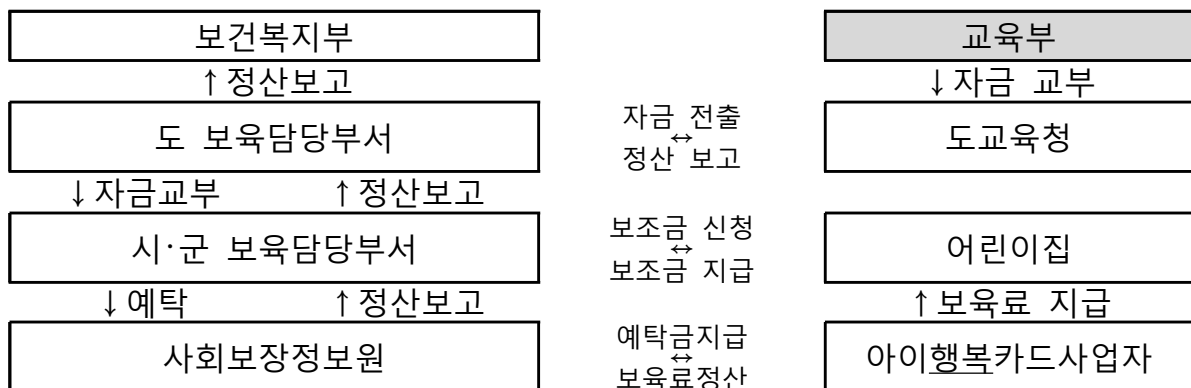 보건복지부 교육부
↑정산보고 ↓자금 교부
도 보육담당부서 자금 전출 ↔ 정산 보고 도교육청
↓자금교부 ↑정산보고
시·군 보육담당부서 보조금 신청 ↔ 보조금 지급 어린이집
↓예탁 ↑정산보고 ↑보육료 지급
사회보장정보원 예탁금지급 ↔ 보육료정산 아이행복카드사업자